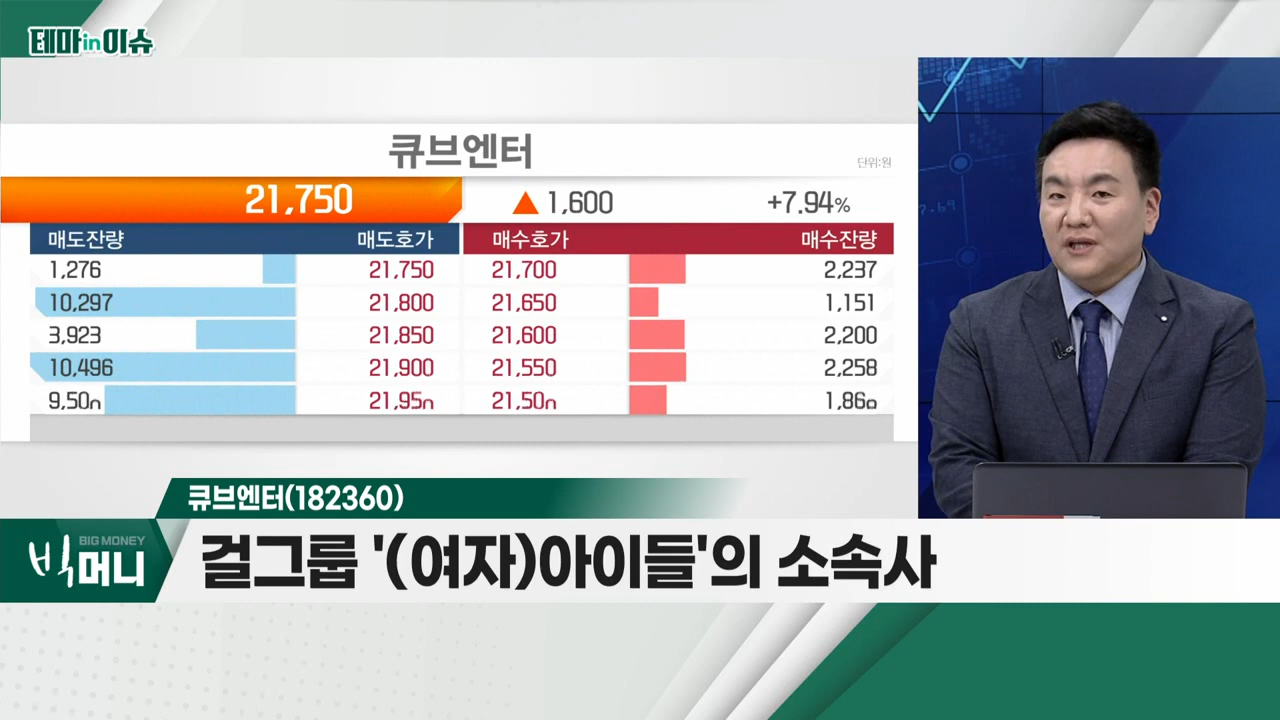 테마in이슈
큐브엔터
단위:원
21,750 ▲ 1,600 +7.94%
매도잔량 매도호가 매수호가 매수잔량
1,276 21,750 21,700 2,237
10,297 21,800 21,650 1,151
3,923 21,850 21,600 2,200
10,496 21,900 21,550 2,258
큐브엔터(182360)
BIG MONEY
빅머니
걸그룹 '(여자)아이들'의 소속사